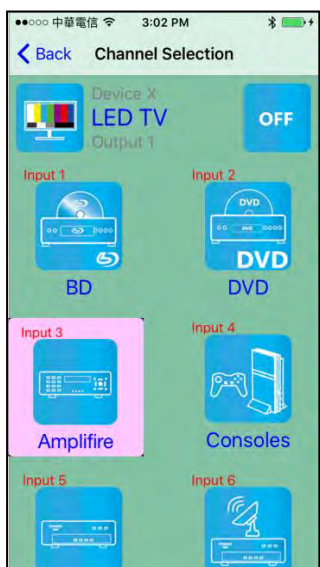 中華電信 3:02 PM
Back Channel Selection
Device X
LED TV
Output 1
OFF
Input 1 Input 2
DVD
DVD
BD DVD
Input 3 Input 4
Amplifire Consoles
Input 5 Input 6